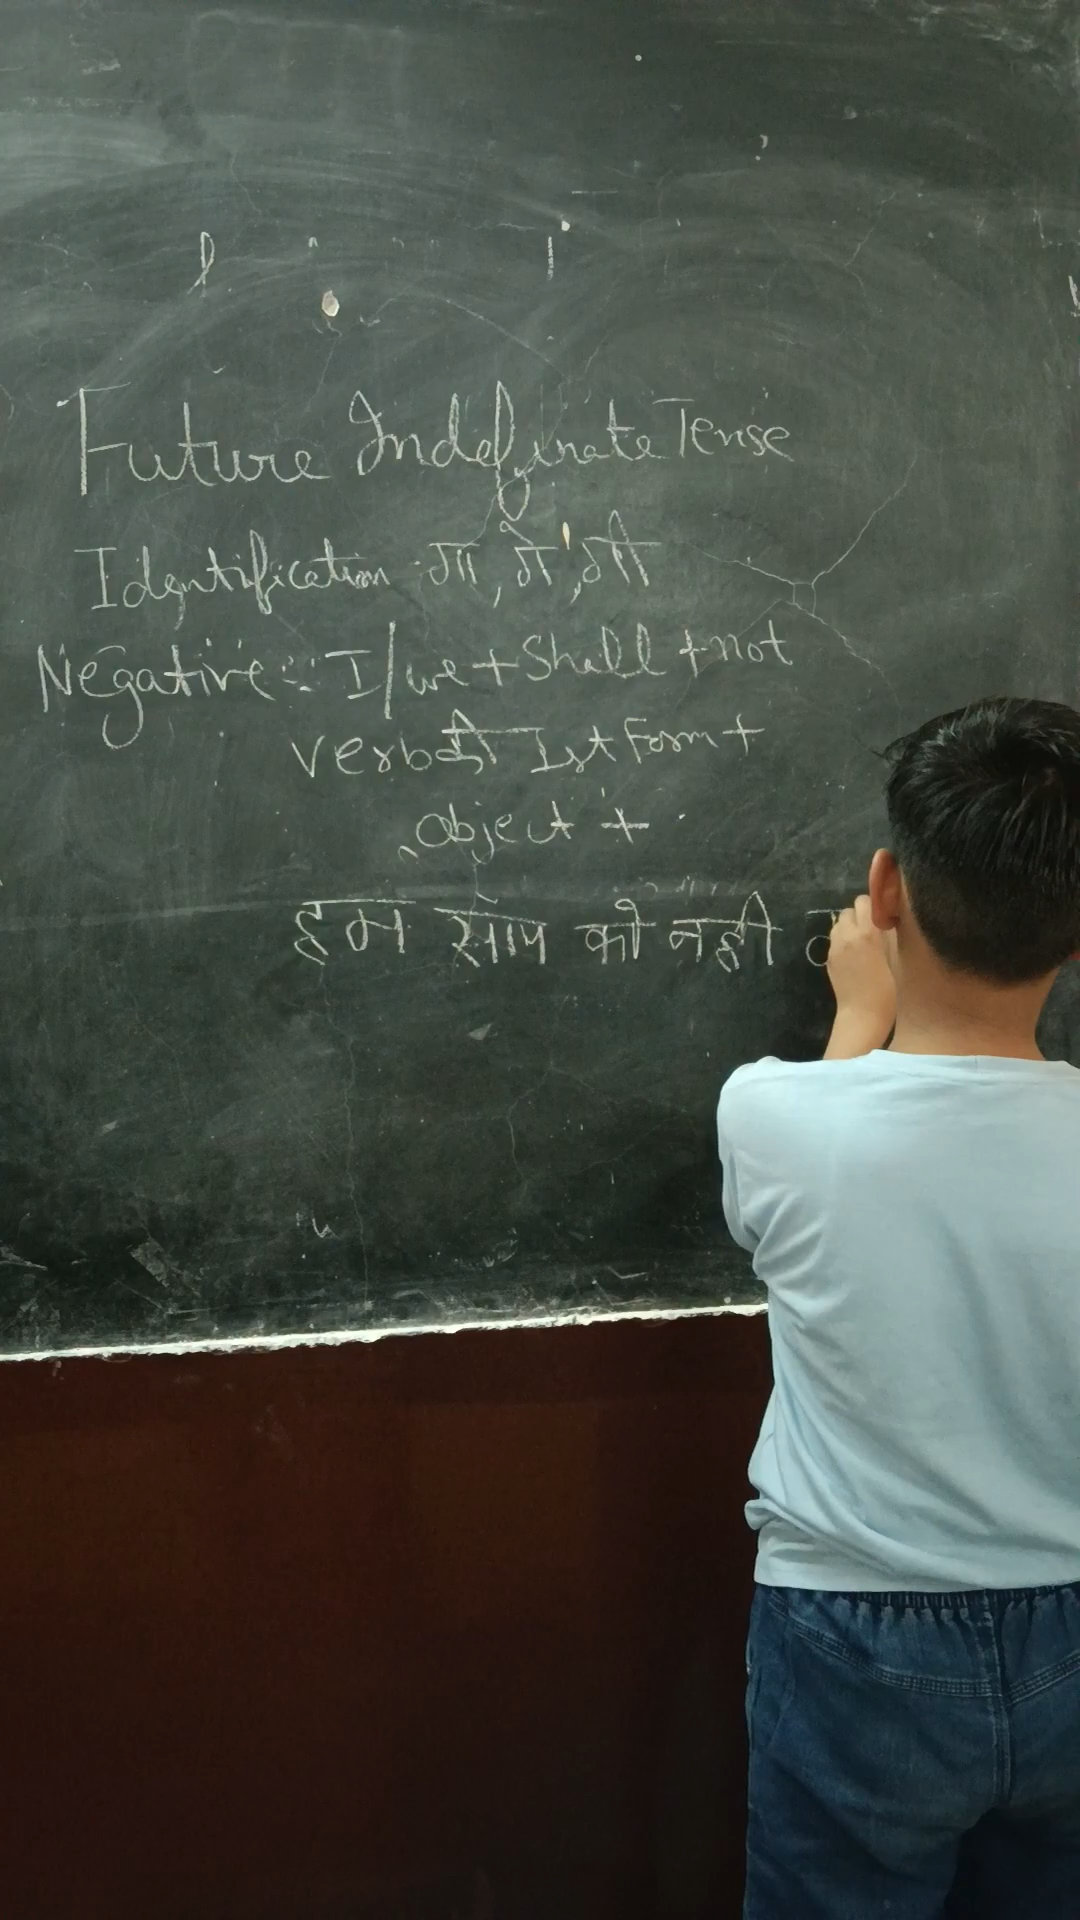 Future Indefinate Tense
Identification गा, गे, गी
Negative :: I/we + Shall + not
verb की Ist Form +
object + .
हम सांप को नही